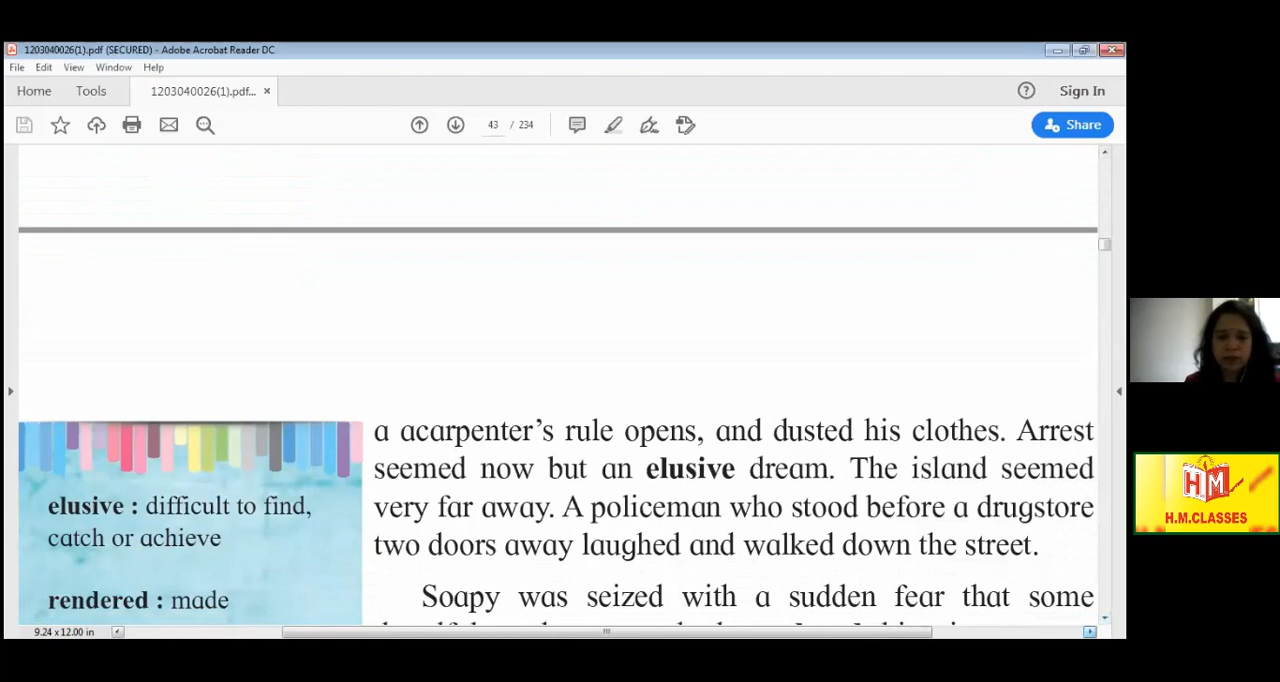 1203040026(1).pdf (SECURED) - Adobe Acrobat Reader DC
File Edit View Window Help
Home Tools 1203040026(1).pdf... × Sign In
43 / 234 Share
a acarpenter’s rule opens, and dusted his clothes. Arrest
seemed now but an elusive dream. The island seemed
very far away. A policeman who stood before a drugstore
two doors away laughed and walked down the street.
elusive : difficult to find,
catch or achieve
rendered : made
Soapy was seized with a sudden fear that some
9.24 x 12.00 in
HM
H.M.CLASSES